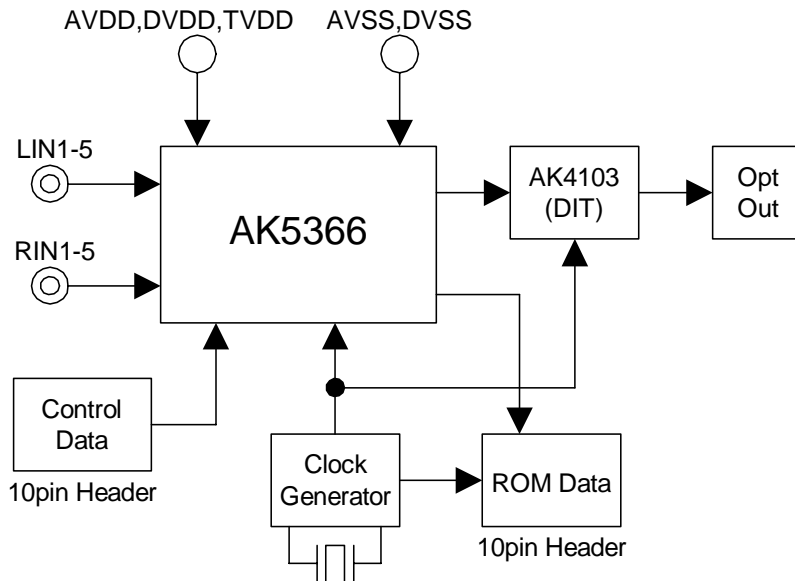 AVDD,DVDD,TVDD
AVSS,DVSS
LIN1-5
RIN1-5
AK5366
AK4103
(DIT)
Opt
Out
Control
Data
10pin Header
Clock
Generator
ROM Data
10pin Header